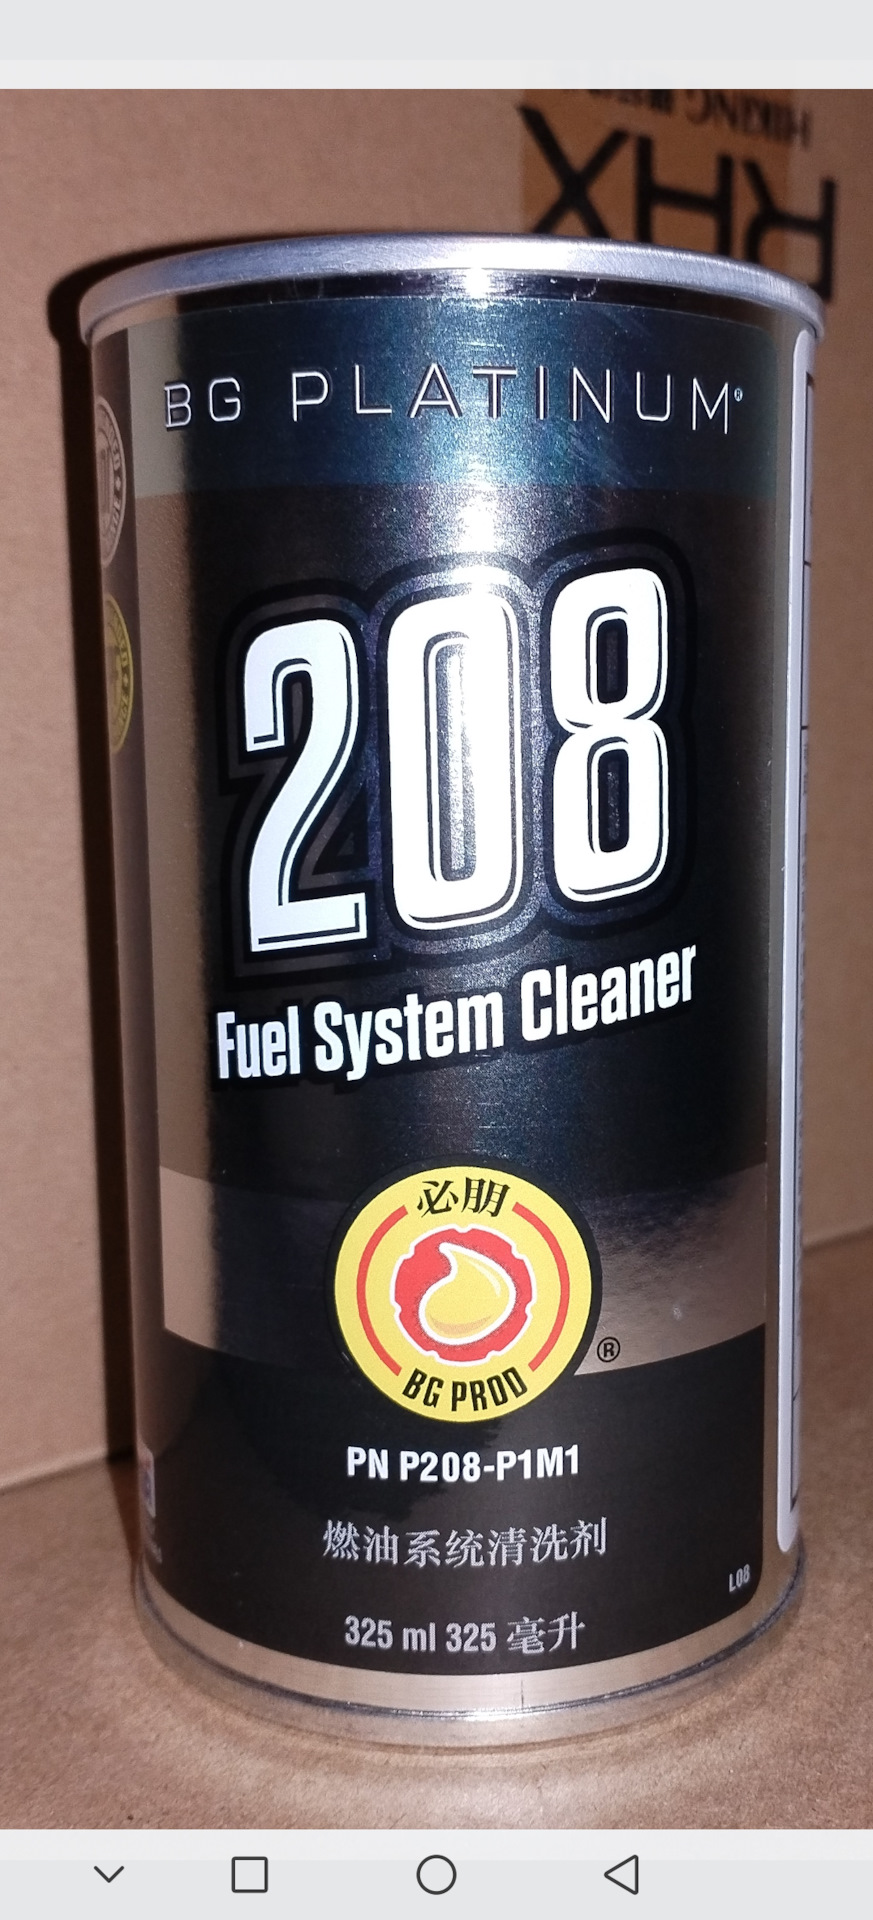 HIKING
RHX
BG PLATINUM®
208
Fuel System Cleaner
必朋
BG PROD
®
PN P208-P1M1
燃油系统清洗剂
L08
325 ml 325 毫升